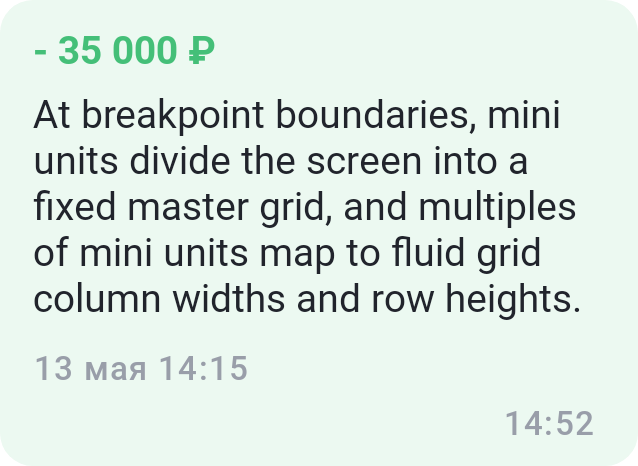 - 35 000 ₽
At breakpoint boundaries, mini
units divide the screen into a
fixed master grid, and multiples
of mini units map to fluid grid
column widths and row heights.
13 мая 14:15
14:52